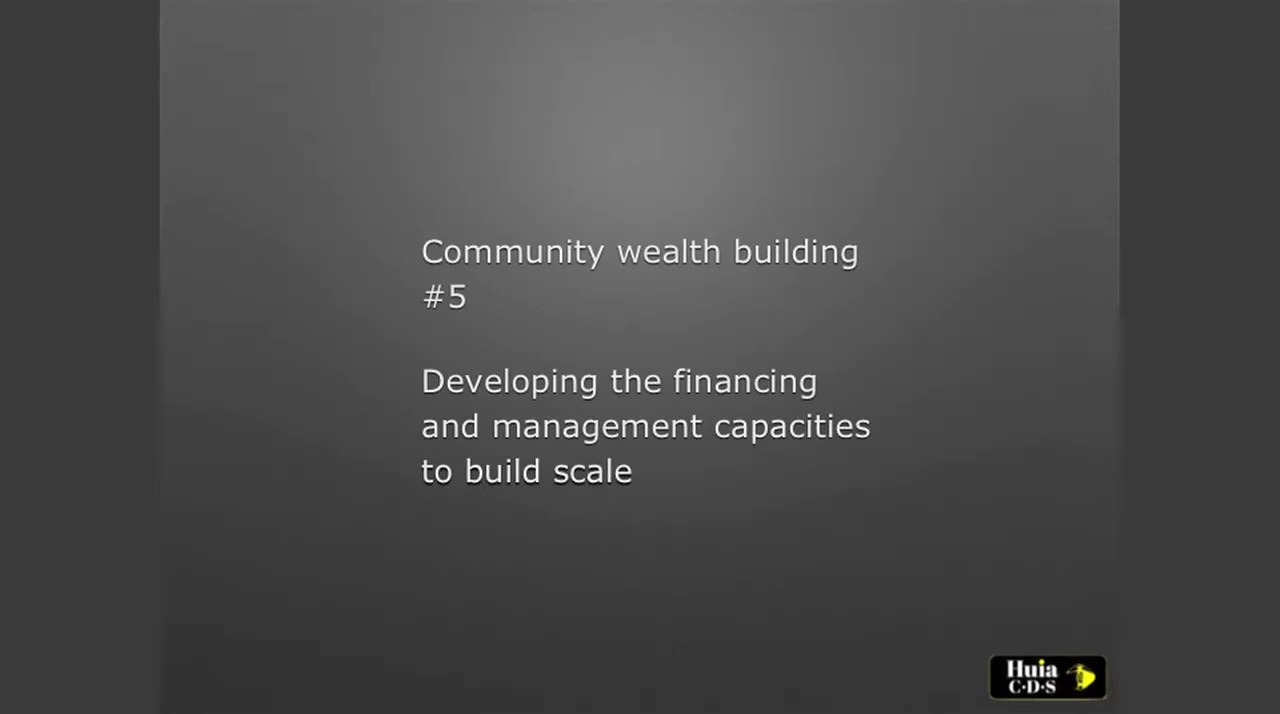 Community wealth building
#5
Developing the financing
and management capacities
to build scale
Huia
C·D·S